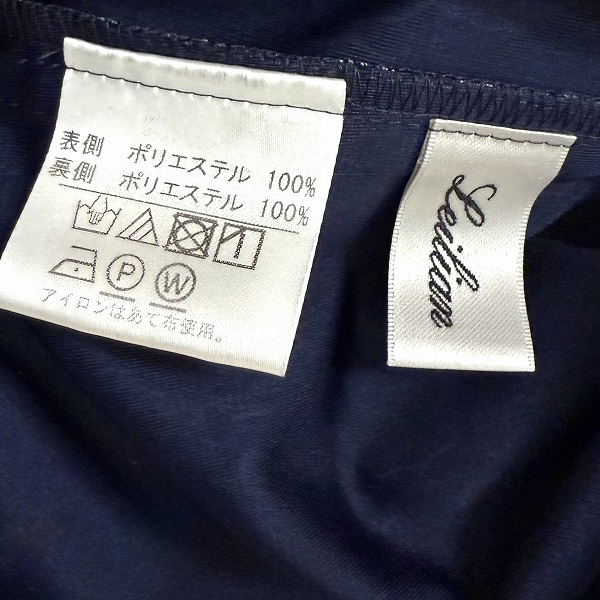 表側 ポリエステル 100%
裏側 ポリエステル 100%
P W
アイロンはあて布使用。
Leilian